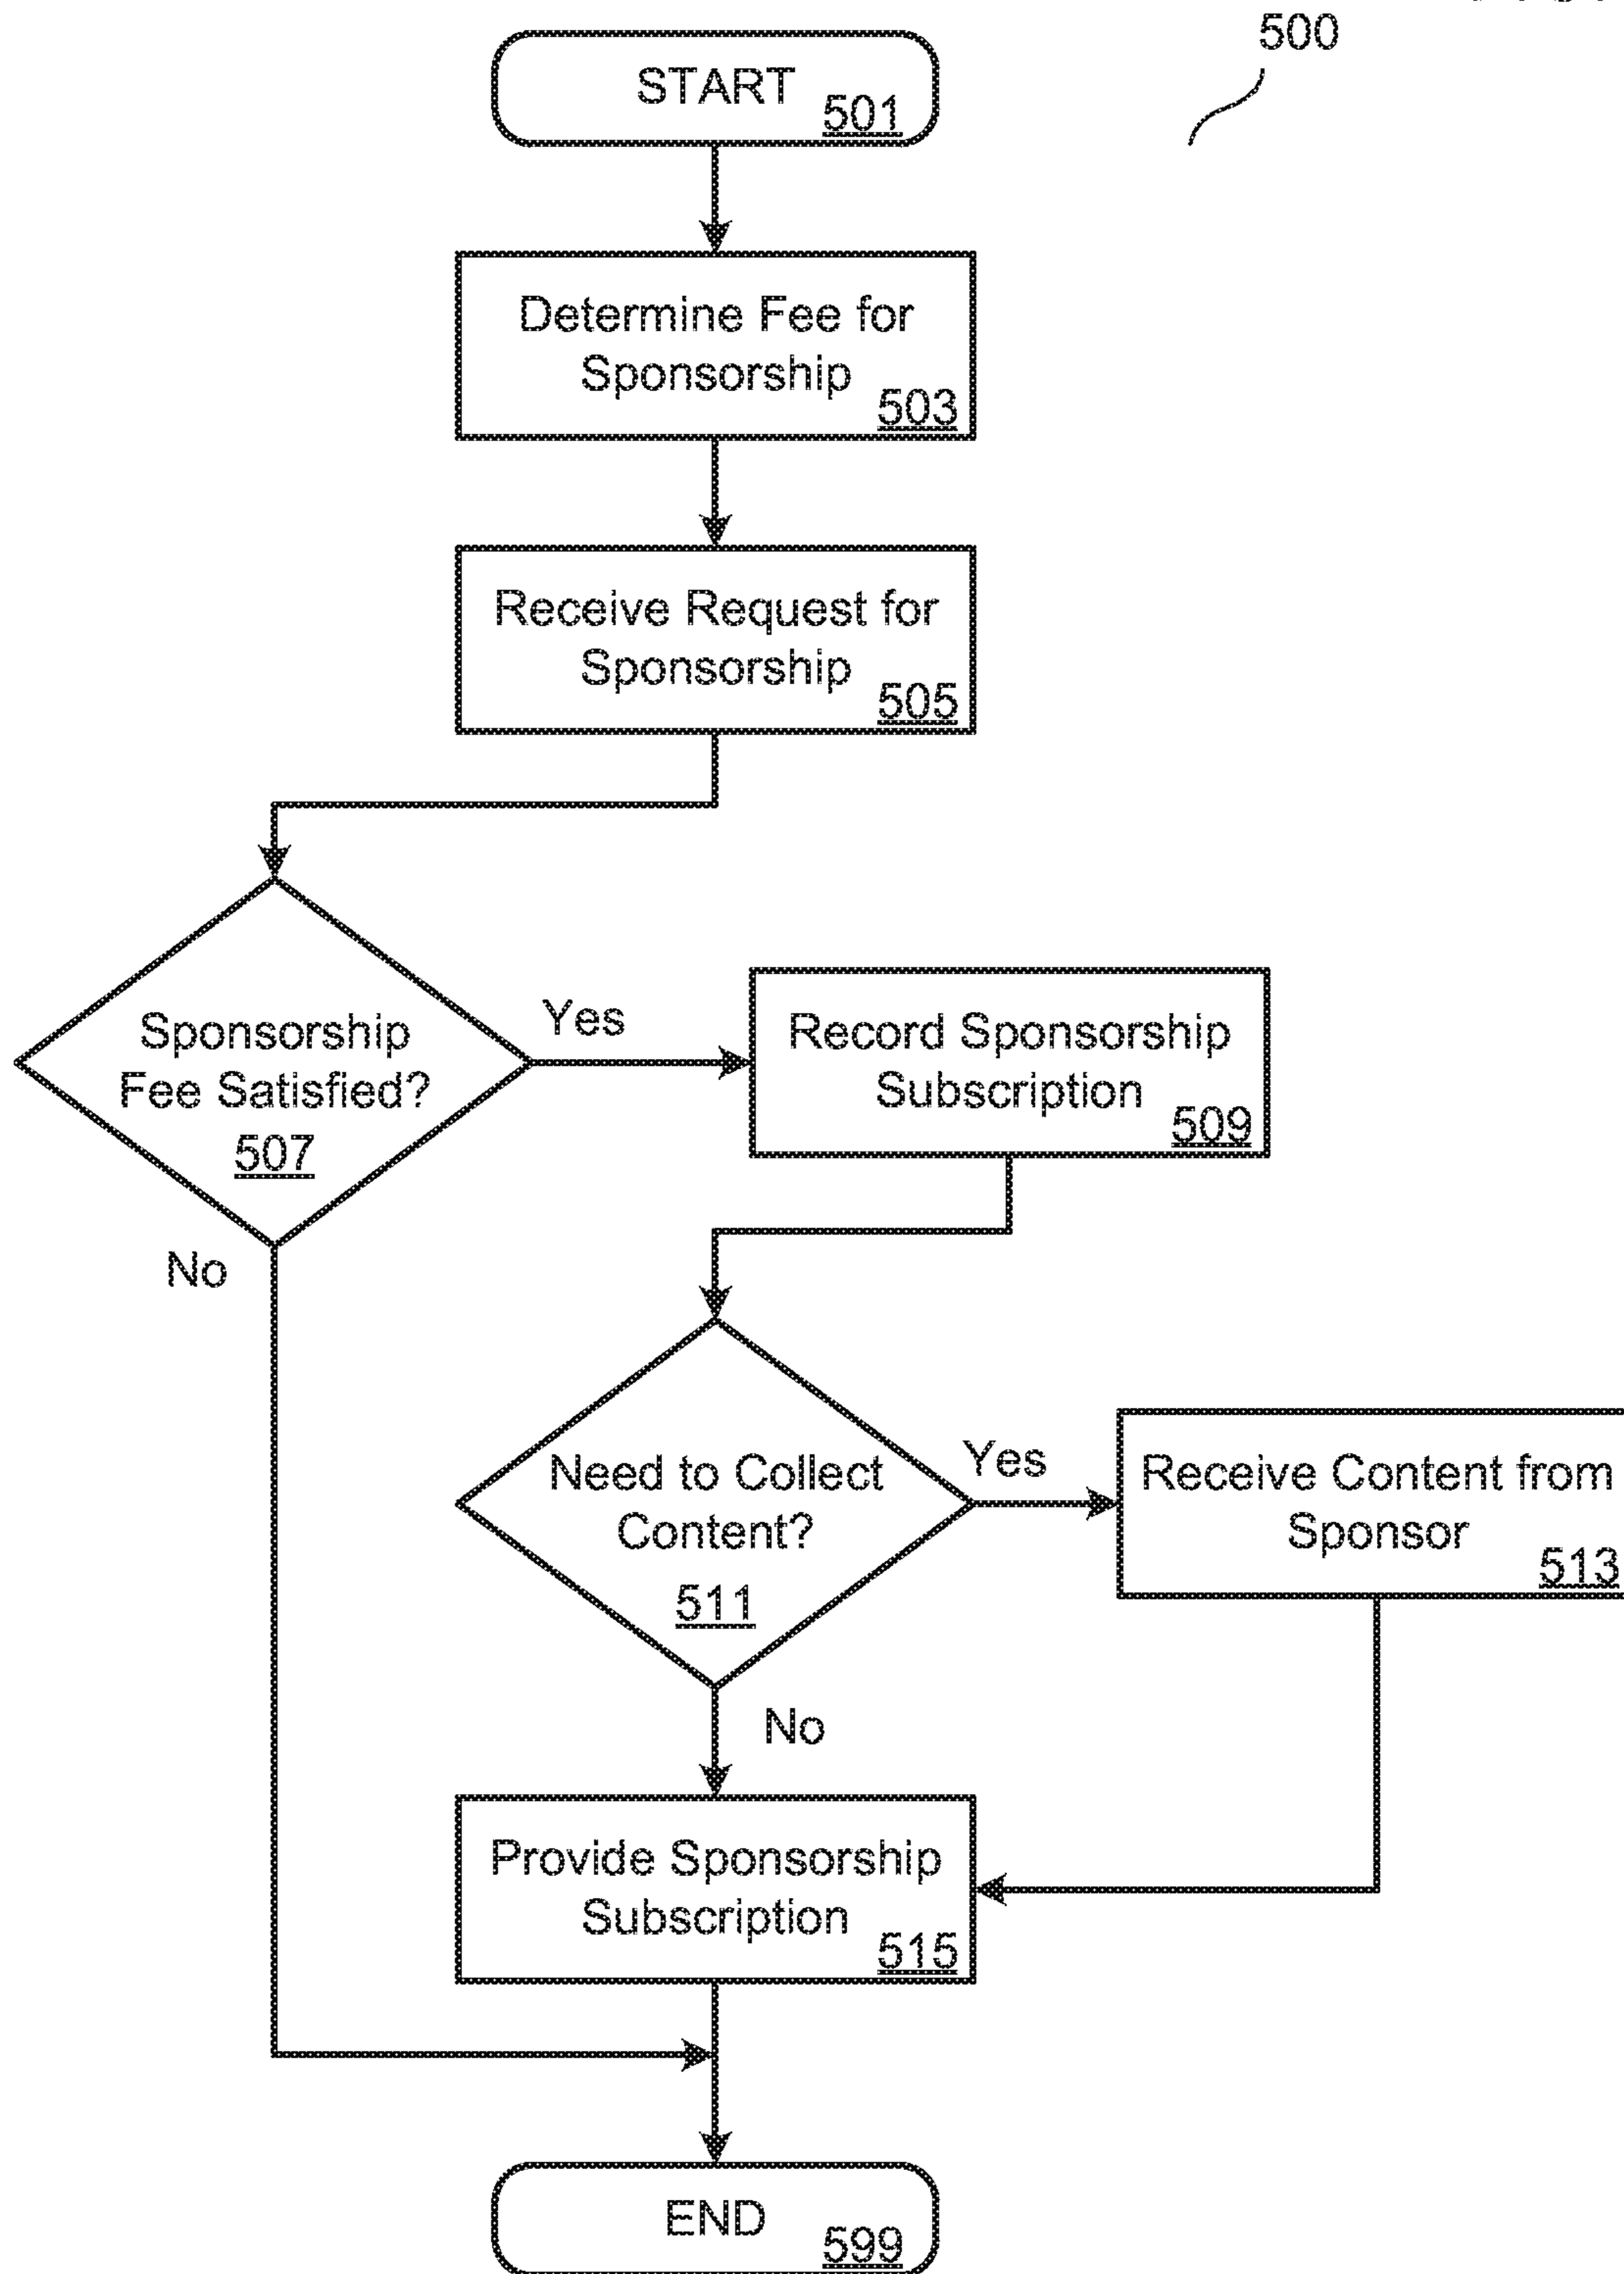 500
START
501
Determine Fee for
Sponsorship
503
Receive Request for
Sponsorship
505
Sponsorship
Fee Satisfied?
507
Yes
No
Record Sponsorship
Subscription
509
Need to Collect
Content?
511
Yes
No
Receive Content from
Sponsor
513
Provide Sponsorship
Subscription
515
END
599